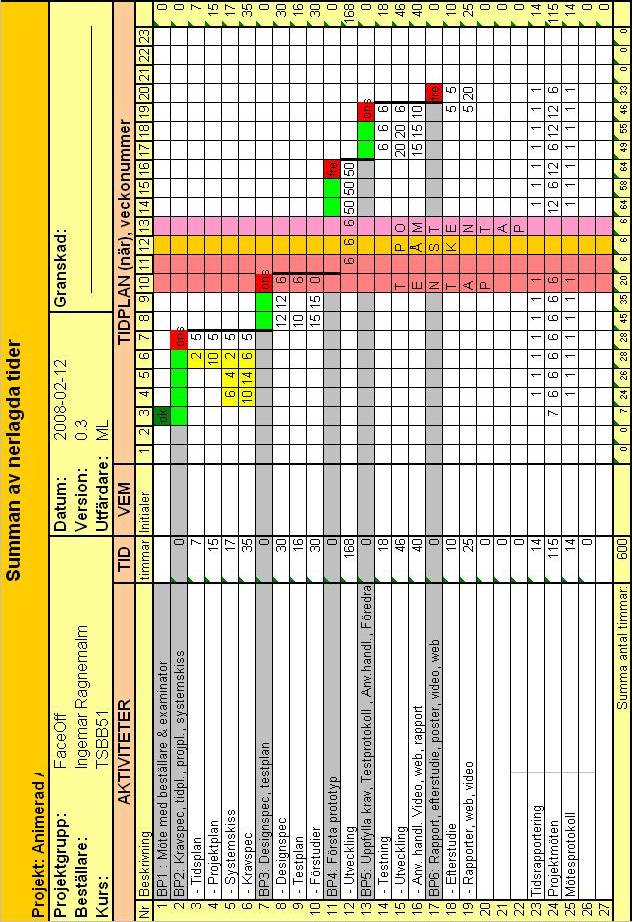 Summan av nerlagda tider
Projekt: Animerad
Projektgrupp: FaceOff Datum: 2008-02-12 Granskad:
Beställare: Ingemar Ragnemalm Version: 0.3
Kurs: TSBB51 Utfärdare: ML
AKTIVITETER TID VEM TIDPLAN (när), veckonummer
Nr Beskrivning timmar Initialer 1 2 3 4 5 6 7 8 9 10 11 12 13 14 15 16 17 18 19 20 21 22 23
1 BP1 : Möte med beställare & examinator ok 0
2 BP2: Kravspec, tidpl., projpl., systemskiss 0 ons 0
3 - Tidsplan 7 2 5 7
4 - Projektplan 15 10 5 15
5 - Systemskiss 17 6 4 2 5 17
6 - Kravspec 35 10 14 6 5 35
7 BP3: Designspec, testplan 0 ons 0
8 - Designspec 30 12 12 6 30
9 - Testplan 16 10 6 16
10 - Förstudier 30 15 15 0 30
11 BP4: Första prototyp 0 fre 0
12 - Utveckling 168 6 6 6 50 50 50 168
13 BP5: Uppfylla krav, Testprotokoll , Anv.handl., Föredra 0 ons 0
14 - Testning 18 6 6 6 18
15 - Utveckling 46 T P O 20 20 6 46
16 - Anv. handl. Video, web, rapport 40 E Å M 15 15 10 40
17 BP6: Rapport, efterstudie, poster, video, web 0 N S T fre 0
18 - Efterstudie 10 T K E 5 5 10
19 - Rapporter, web, video 25 A N 5 20 25
20 0 P T 0
21 0 A 0
22 0 P 0
23 Tidsrapportering 14 1 1 1 1 1 1 1 1 1 1 1 1 1 1 14
24 Projektmöten 115 7 6 6 6 6 6 6 6 12 6 12 6 12 12 6 115
25 Mötesprotokoll 14 1 1 1 1 1 1 1 1 1 1 1 1 1 1 14
26 0 0
27 0
Summa antal timmar: 600 0 0 7 24 26 28 28 45 35 20 6 6 6 64 58 64 49 55 46 33 0 0 0